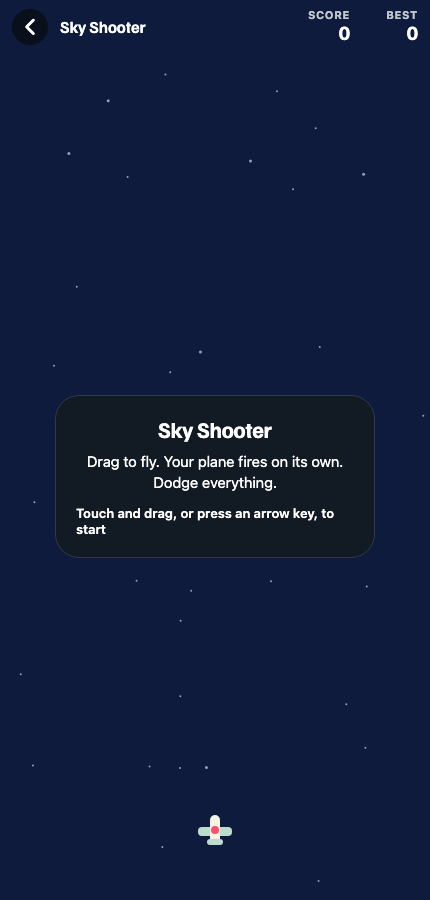 Sky Shooter
SCORE
0
BEST
0
Sky Shooter
Drag to fly. Your plane fires on its own.
Dodge everything.
Touch and drag, or press an arrow key, to
start